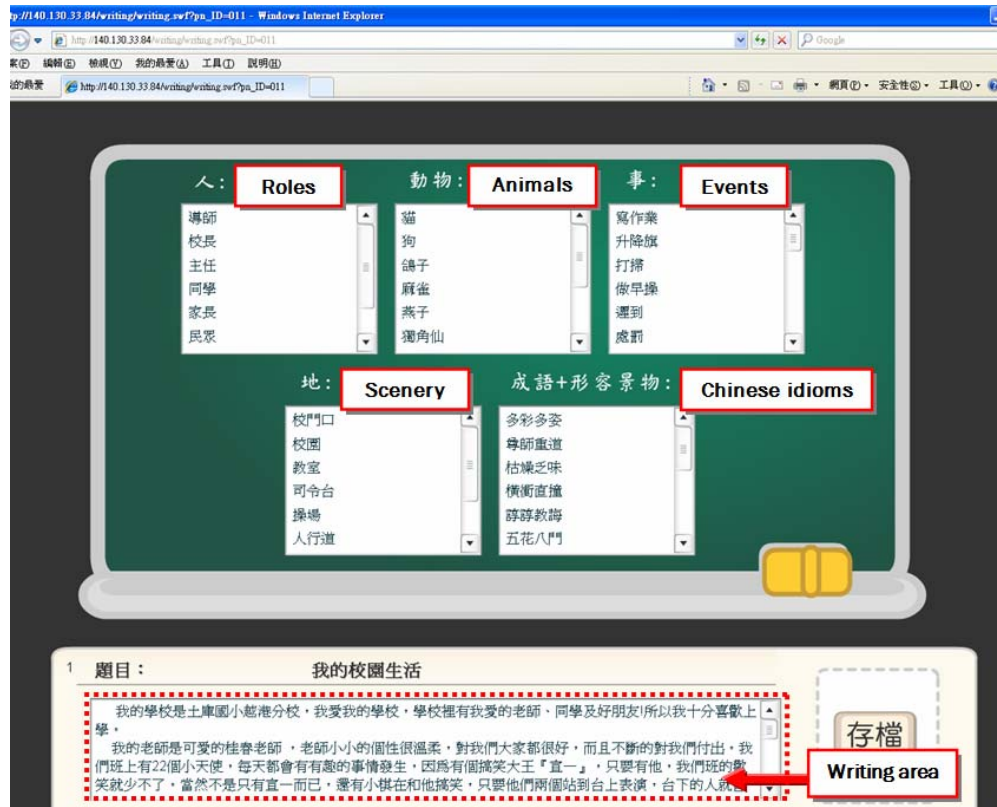 tp://140.130.33.84/writing/writing.swf?pn_ID=011 - Windows Internet Explorer
http://140.130.33.84/writing/writing.swf?pn_ID=011
Google
案(F) 編輯(E) 檢視(V) 我的最愛(A) 工具(T) 說明(H)
我的最愛 http://140.130.33.84/writing/writing.swf?pn_ID=011 網頁(P) 安全性(S) 工具(O)
人: Roles 動物: Animals 事: Events
導師 貓 寫作業
校長 狗 升降旗
主任 鴿子 打掃
同學 麻雀 做早操
家長 燕子 遲到
民眾 獨角仙 處罰
地: Scenery 成語+形容景物: Chinese idioms
校門口 多彩多姿
校園 尊師重道
教室 枯燥乏味
司令台 橫衝直撞
操場 諄諄教誨
人行道 五花八門
1 題目： 我的校園生活
我的學校是土庫國小越港分校，我愛我的學校，學校裡有我愛的老師、同學及好朋友!所以我十分喜歡上
學，
我的老師是可愛的桂春老師 ，老師小小的個性很溫柔，對我們大家都很好，而且不斷的對我們付出，我
們班上有22個小天使，每天都會有有趣的事情發生，因為有個搞笑大王『宜一』，只要有他，我們班的歡
笑就少不了，當然不是只有宜一而已，還有小棋在和他搞笑，只要他們兩個站到台上表演，台下的人就
存檔
Writing area